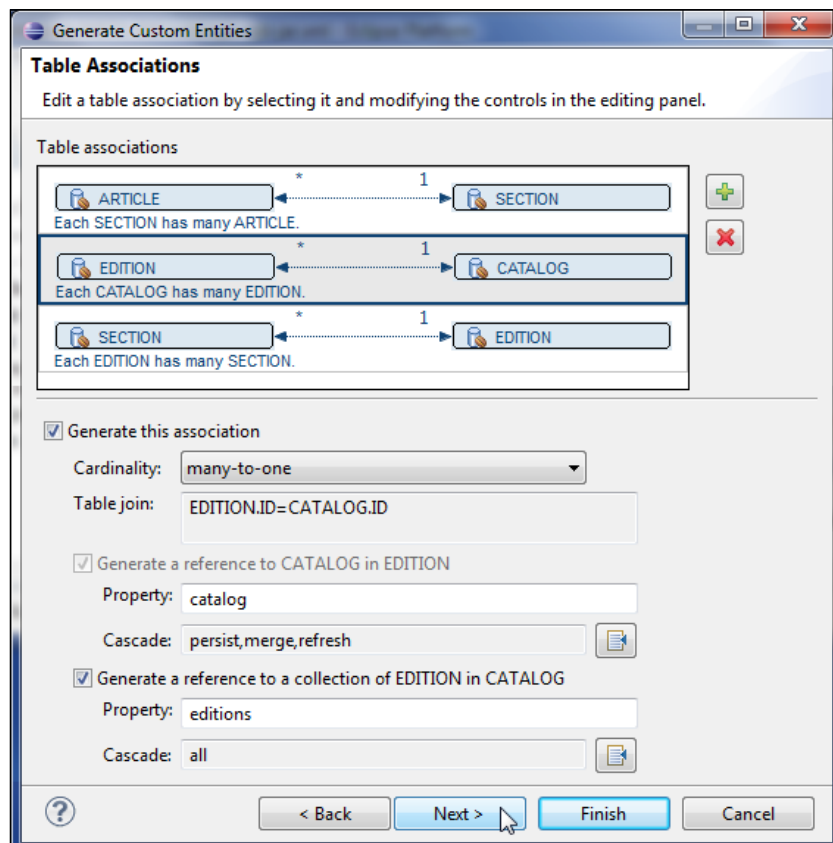 Generate Custom Entities
Table Associations
Edit a table association by selecting it and modifying the controls in the editing panel.
Table associations
ARTICLE * 1 SECTION
Each SECTION has many ARTICLE.
EDITION * 1 CATALOG
Each CATALOG has many EDITION.
SECTION * 1 EDITION
Each EDITION has many SECTION.
Generate this association
Cardinality: many-to-one
Table join: EDITION.ID=CATALOG.ID
Generate a reference to CATALOG in EDITION
Property: catalog
Cascade: persist,merge,refresh
Generate a reference to a collection of EDITION in CATALOG
Property: editions
Cascade: all
? < Back Next > Finish Cancel